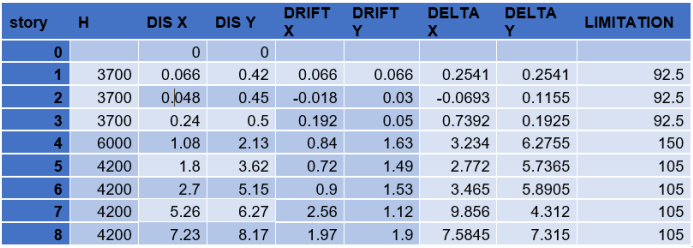 story H DIS X DIS Y DRIFT X DRIFT Y DELTA X DELTA Y LIMITATION
0 0 0
1 3700 0.066 0.42 0.066 0.066 0.2541 0.2541 92.5
2 3700 0.048 0.45 -0.018 0.03 -0.0693 0.1155 92.5
3 3700 0.24 0.5 0.192 0.05 0.7392 0.1925 92.5
4 6000 1.08 2.13 0.84 1.63 3.234 6.2755 150
5 4200 1.8 3.62 0.72 1.49 2.772 5.7365 105
6 4200 2.7 5.15 0.9 1.53 3.465 5.8905 105
7 4200 5.26 6.27 2.56 1.12 9.856 4.312 105
8 4200 7.23 8.17 1.97 1.9 7.5845 7.315 105